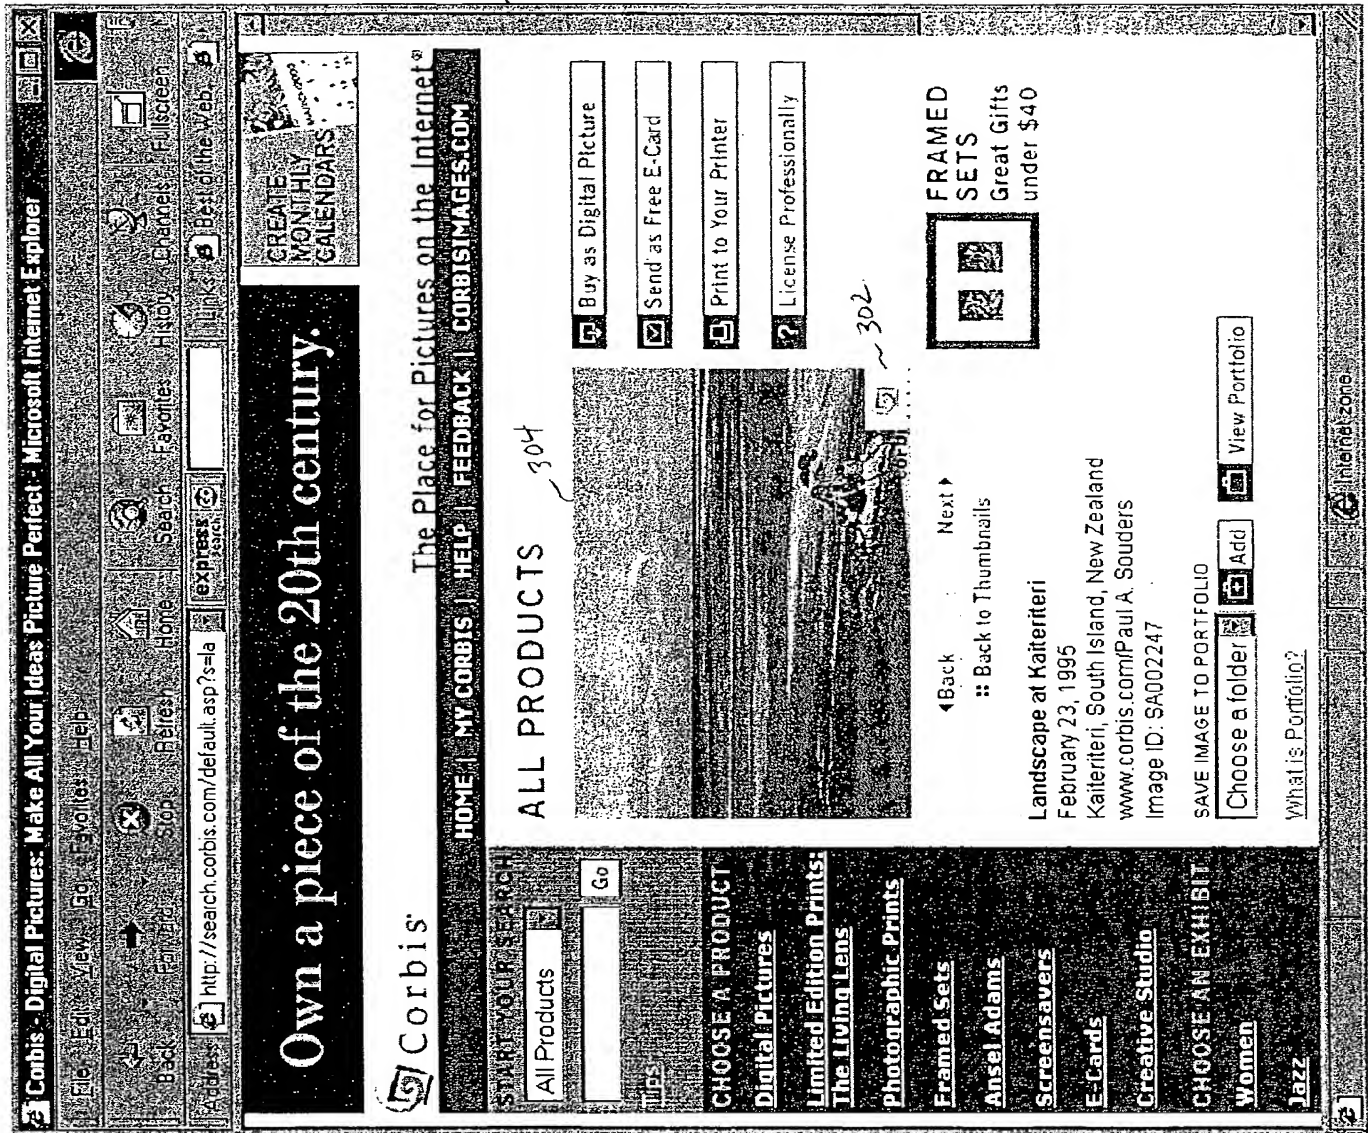 Corbis - Digital Pictures: Make All Your Ideas Picture Perfect - Microsoft Internet Explorer
File Edit View Go Favorites Help
Back Forward Stop Refresh Home Search Favorites History Channels Fullscreen
Address http://search.corbis.com/default.asp?s=la express search Links Best of the Web
Own a piece of the 20th century.
CREATE
MONTHLY
CALENDARS
Corbis
The Place for Pictures on the Internet®
HOME | MY CORBIS | HELP | FEEDBACK | CORBISIMAGES.COM
START YOUR SEARCH
All Products
Go
Tips
CHOOSE A PRODUCT
Digital Pictures
Limited Edition Prints:
The Living Lens
Photographic Prints
Framed Sets
Ansel Adams
Screensavers
E-Cards
Creative Studio
CHOOSE AN EXHIBIT
Women
Jazz
ALL PRODUCTS
304
Buy as Digital Picture
Send as Free E-Card
Print to Your Printer
License Professionally
302
Back Next
:: Back to Thumbnails
FRAMED
SETS
Great Gifts
under $40
Landscape at Kaiteriteri
February 23, 1995
Kaiteriteri, South Island, New Zealand
www.corbis.com/Paul A. Souders
Image ID: SA002247
SAVE IMAGE TO PORTFOLIO
Choose a folder Add View Portfolio
What is Portfolio?
Internet zone